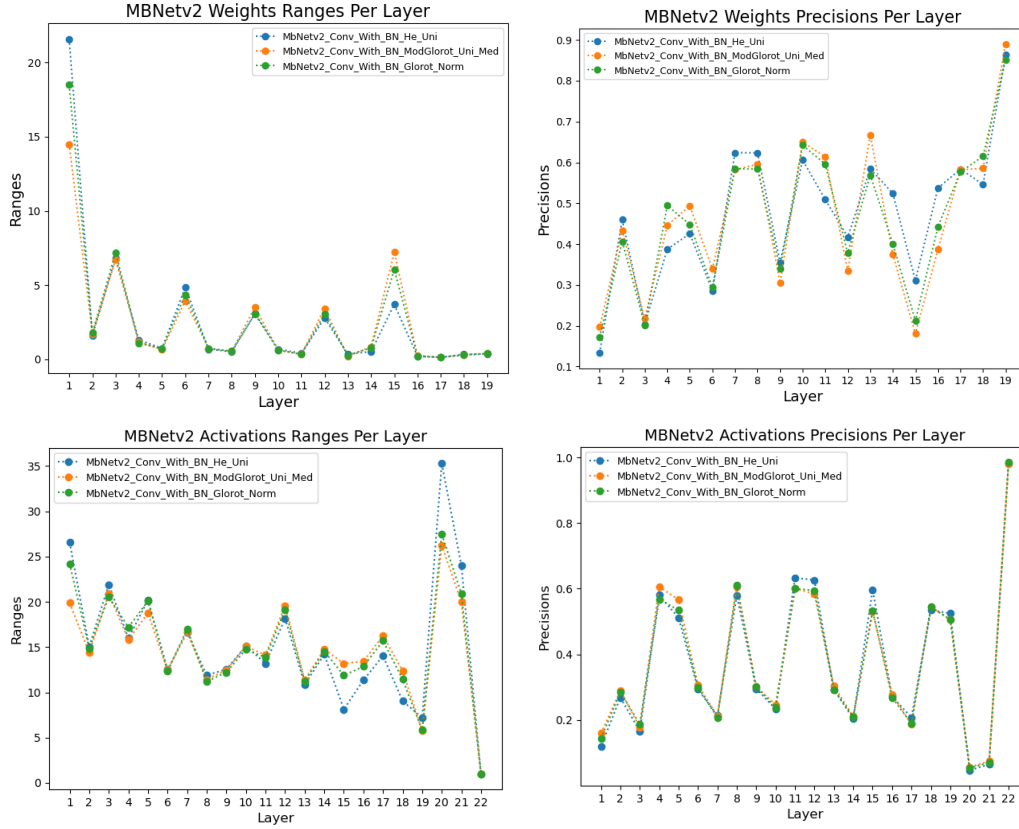 MBNetv2 Weights Ranges Per Layer
Ranges
20
15
10
5
0
MbNetv2_Conv_With_BN_He_Uni
MbNetv2_Conv_With_BN_ModGlorot_Uni_Med
MbNetv2_Conv_With_BN_Glorot_Norm
1 2 3 4 5 6 7 8 9 10 11 12 13 14 15 16 17 18 19
Layer
MBNetv2 Weights Precisions Per Layer
Precisions
0.9
0.8
0.7
0.6
0.5
0.4
0.3
0.2
0.1
MbNetv2_Conv_With_BN_He_Uni
MbNetv2_Conv_With_BN_ModGlorot_Uni_Med
MbNetv2_Conv_With_BN_Glorot_Norm
1 2 3 4 5 6 7 8 9 10 11 12 13 14 15 16 17 18 19
Layer
MBNetv2 Activations Ranges Per Layer
Ranges
35
30
25
20
15
10
5
0
MbNetv2_Conv_With_BN_He_Uni
MbNetv2_Conv_With_BN_ModGlorot_Uni_Med
MbNetv2_Conv_With_BN_Glorot_Norm
1 2 3 4 5 6 7 8 9 10 11 12 13 14 15 16 17 18 19 20 21 22
Layer
MBNetv2 Activations Precisions Per Layer
Precisions
1.0
0.8
0.6
0.4
0.2
MbNetv2_Conv_With_BN_He_Uni
MbNetv2_Conv_With_BN_ModGlorot_Uni_Med
MbNetv2_Conv_With_BN_Glorot_Norm
1 2 3 4 5 6 7 8 9 10 11 12 13 14 15 16 17 18 19 20 21 22
Layer